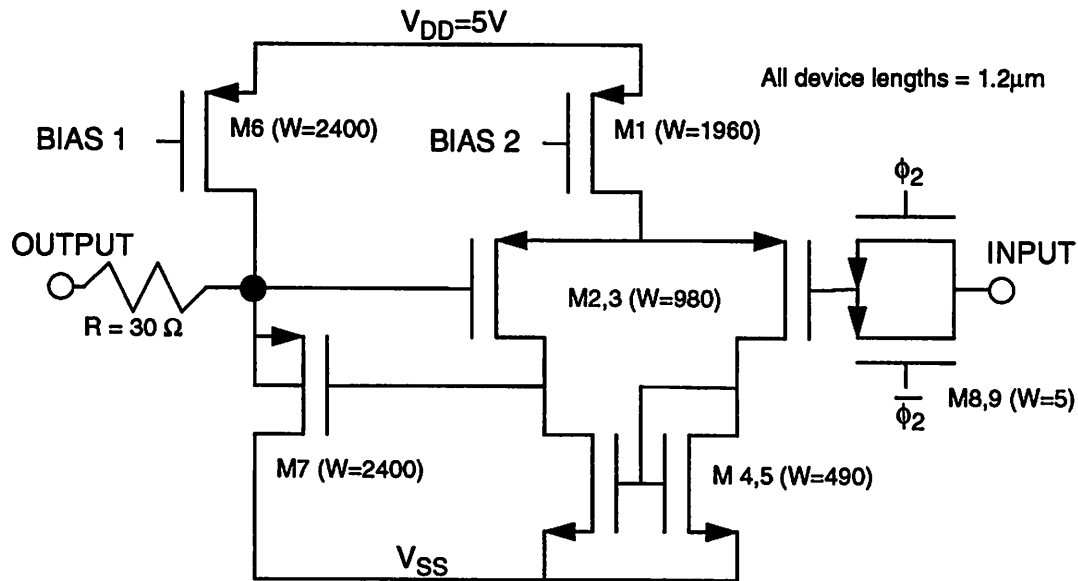 V_DD=5V
All device lengths = 1.2μm
BIAS 1
M6 (W=2400)
BIAS 2
M1 (W=1960)
ϕ2
OUTPUT
INPUT
R = 30 Ω
M2,3 (W=980)
ϕ2
M8,9 (W=5)
M7 (W=2400)
M 4,5 (W=490)
V_SS